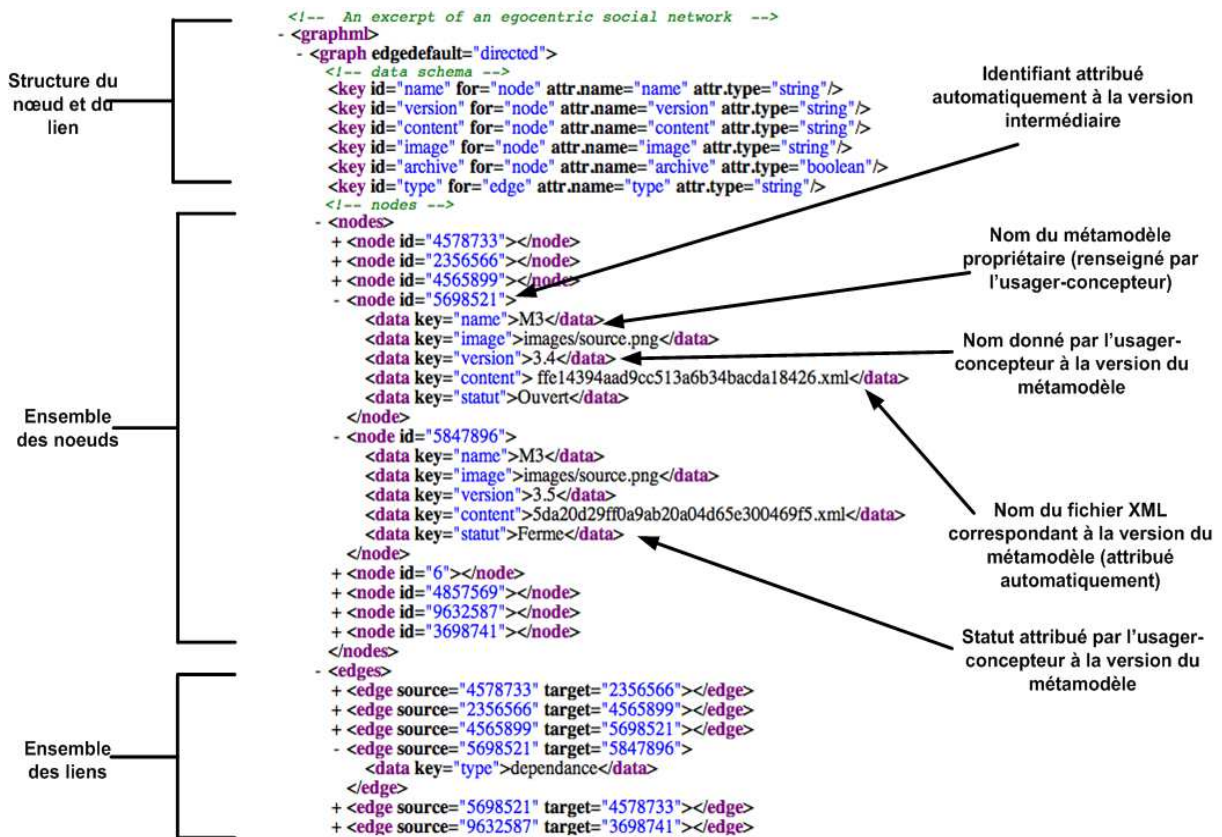 <!-- An excerpt of an egocentric social network -->
- <graphml>
- <graph edgedefault="directed">
<!-- data schema -->
<key id="name" for="node" attr.name="name" attr.type="string"/>
<key id="version" for="node" attr.name="version" attr.type="string"/>
<key id="content" for="node" attr.name="content" attr.type="string"/>
<key id="image" for="node" attr.name="image" attr.type="string"/>
<key id="archive" for="node" attr.name="archive" attr.type="boolean"/>
<key id="type" for="edge" attr.name="type" attr.type="string"/>
<!-- nodes -->
- <nodes>
+ <node id="4578733"></node>
+ <node id="2356566"></node>
+ <node id="4565899"></node>
- <node id="5698521">
<data key="name">M3</data>
<data key="image">images/source.png</data>
<data key="version">3.4</data>
<data key="content"> ffe14394aad9cc513a6b34bacda18426.xml</data>
<data key="statut">Ouvert</data>
</node>
- <node id="5847896">
<data key="name">M3</data>
<data key="image">images/source.png</data>
<data key="version">3.5</data>
<data key="content">5da20d29ff0a9ab20a04d65e300469f5.xml</data>
<data key="statut">Ferme</data>
</node>
+ <node id="6"></node>
+ <node id="4857569"></node>
+ <node id="9632587"></node>
+ <node id="3698741"></node>
</nodes>
- <edges>
+ <edge source="4578733" target="2356566"></edge>
+ <edge source="2356566" target="4565899"></edge>
+ <edge source="4565899" target="5698521"></edge>
- <edge source="5698521" target="5847896">
<data key="type">dependance</data>
</edge>
+ <edge source="5698521" target="4578733"></edge>
+ <edge source="9632587" target="3698741"></edge>
Structure du
nœud et du
lien
Ensemble
des noeuds
Ensemble
des liens
Identifiant attribué
automatiquement à la version
intermédiaire
Nom du métamodèle
propriétaire (renseigné par
l'usager-concepteur)
Nom donné par l'usager-
concepteur à la version du
métamodèle
Nom du fichier XML
correspondant à la version du
métamodèle (attribué
automatiquement)
Statut attribué par l'usager-
concepteur à la version du
métamodèle